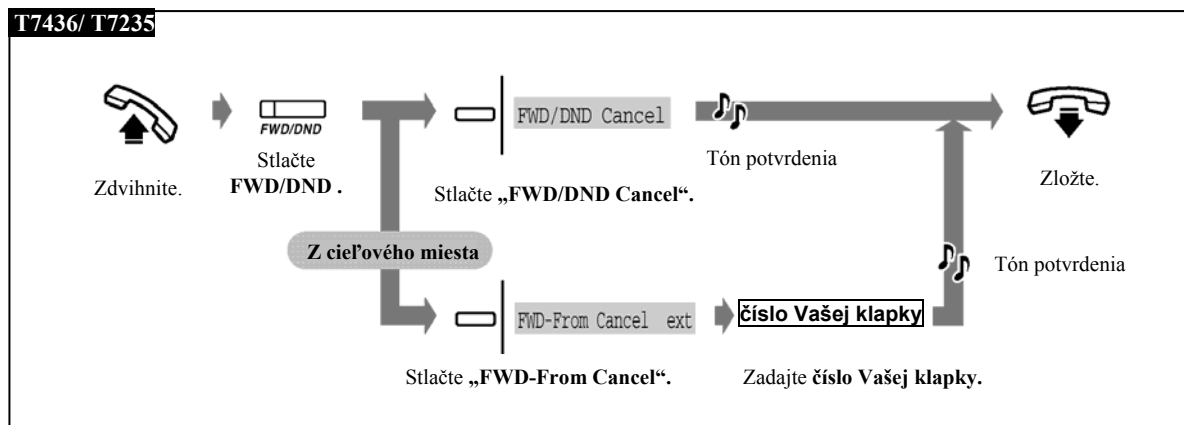 T7436/ T7235
FWD/DND
Zdvihnite.
Stlačte
FWD/DND .
FWD/DND Cancel
Stlačte „FWD/DND Cancel“.
Tón potvrdenia
Zložte.
Z cieľového miesta
FWD-From Cancel ext
Stlačte „FWD-From Cancel“.
číslo Vašej klapky
Zadajte číslo Vašej klapky.
Tón potvrdenia